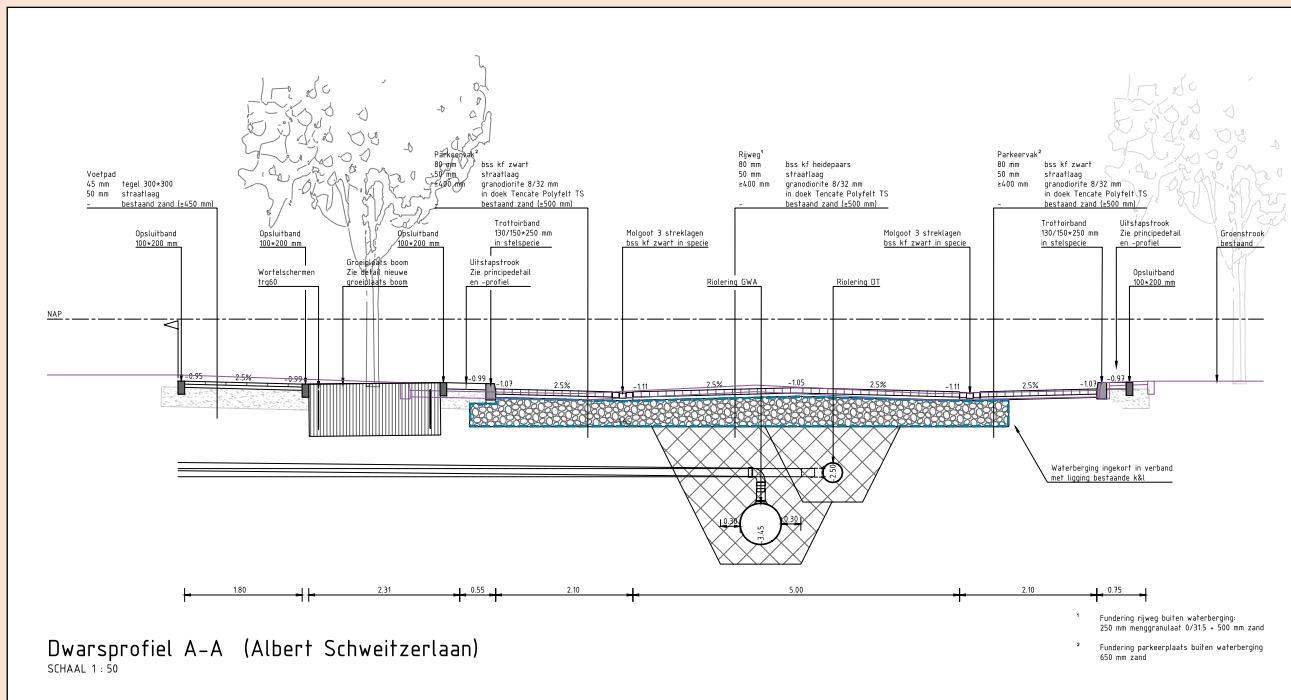 Voetpad
45 mm tegel 300*300
50 mm straatlaag
- bestaand zand (±450 mm)
Parkeervak²
80 mm bss kf zwart
50 mm straatlaag
±400 mm granodiorite 8/32 mm
in doek Tencate Polyfelt TS
- bestaand zand (±500 mm)
Rijweg¹
80 mm bss kf heidepaars
50 mm straatlaag
±400 mm granodiorite 8/32 mm
in doek Tencate Polyfelt TS
- bestaand zand (±500 mm)
Parkeervak²
80 mm bss kf zwart
50 mm straatlaag
±400 mm granodiorite 8/32 mm
in doek Tencate Polyfelt TS
- bestaand zand (±500 mm)
Opsluitband
100*200 mm
Opsluitband
100*200 mm
Opsluitband
100*200 mm
Trottoirband
130/150*250 mm
in stelspecie
Molgoot 3 streklagen
bss kf zwart in specie
Molgoot 3 streklagen
bss kf zwart in specie
Trottoirband
130/150*250 mm
in stelspecie
Uitstapstrook
Zie principedetail
en -profiel
Groenstrook
bestaand
Wortelschermen
trg60
Groeiplaats boom
Zie detail nieuwe
groeiplaats boom
Uitstapstrook
Zie principedetail
en -profiel
Riolering GWA
Riolering DT
Opsluitband
100*200 mm
NAP
-0.95
2.5%
-0.99
-0.99
-1.07
2.5%
-1.11
-1.11
2.5%
-1.05
2.5%
-1.11
2.5%
-1.07
-0.97
2.50
0.30
-3.45
0.30
Waterberging ingekort in verband
met ligging bestaande k&l
1.80
2.31
0.55
2.10
5.00
2.10
0.75
Dwarsprofiel A-A (Albert Schweitzerlaan)
SCHAAL 1 : 50
¹ Fundering rijweg buiten waterberging:
250 mm menggranulaat 0/31.5 + 500 mm zand
² Fundering parkeerplaats buiten waterberging
650 mm zand